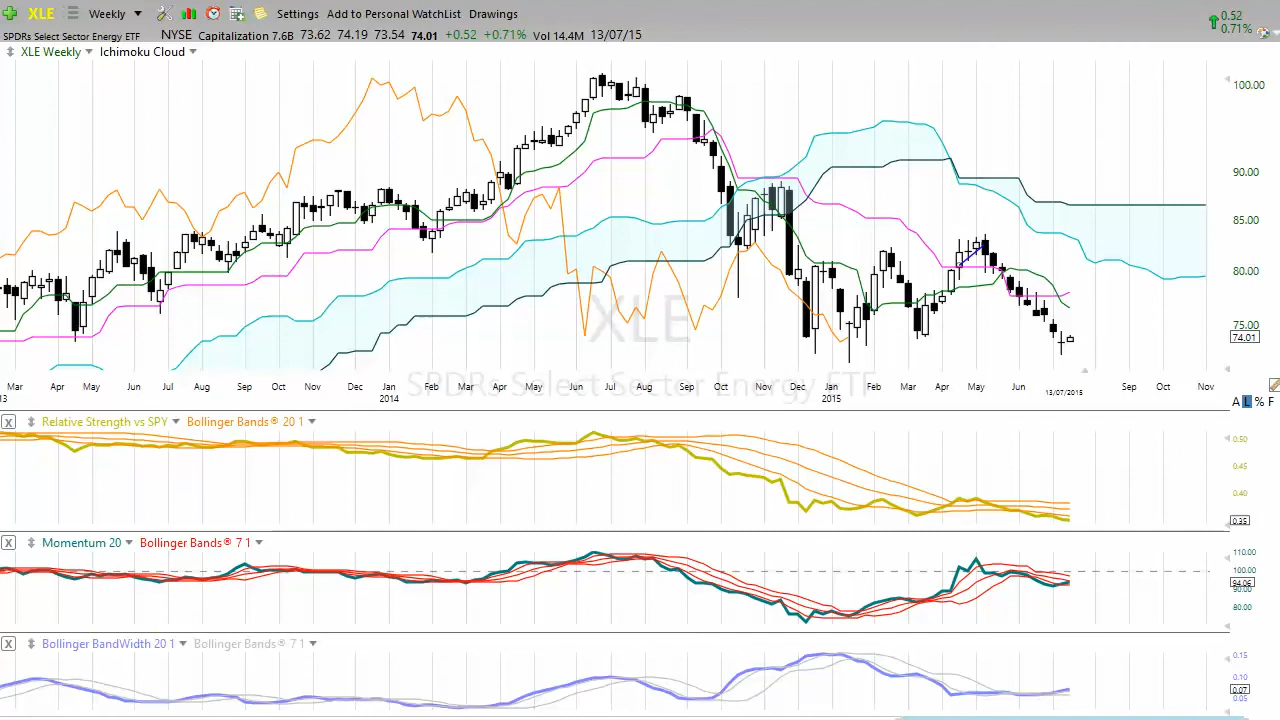 XLE Weekly Settings Add to Personal WatchList Drawings
0.52
0.71%
SPDRs Select Sector Energy ETF NYSE Capitalization 7.6B 73.62 74.19 73.54 74.01 +0.52 +0.71% Vol 14.4M 13/07/15
XLE Weekly Ichimoku Cloud
100.00
90.00
85.00
80.00
75.00
74.01
XLE
SPDRs Select Sector Energy ETF
Mar Apr May Jun Jul Aug Sep Oct Nov Dec 2014 Feb Mar Apr May Jun Jul Aug Sep Oct Nov Dec 2015 Feb Mar Apr May Jun 13/07/2015 Sep Oct Nov
A L % F
X Relative Strength vs SPY Bollinger Bands® 20 1
0.50
0.45
0.40
0.35
X Momentum 20 Bollinger Bands® 7 1
110.00
100.00
94.06
90.00
80.00
X Bollinger BandWidth 20 1 Bollinger Bands® 7 1
0.15
0.10
0.07
0.05